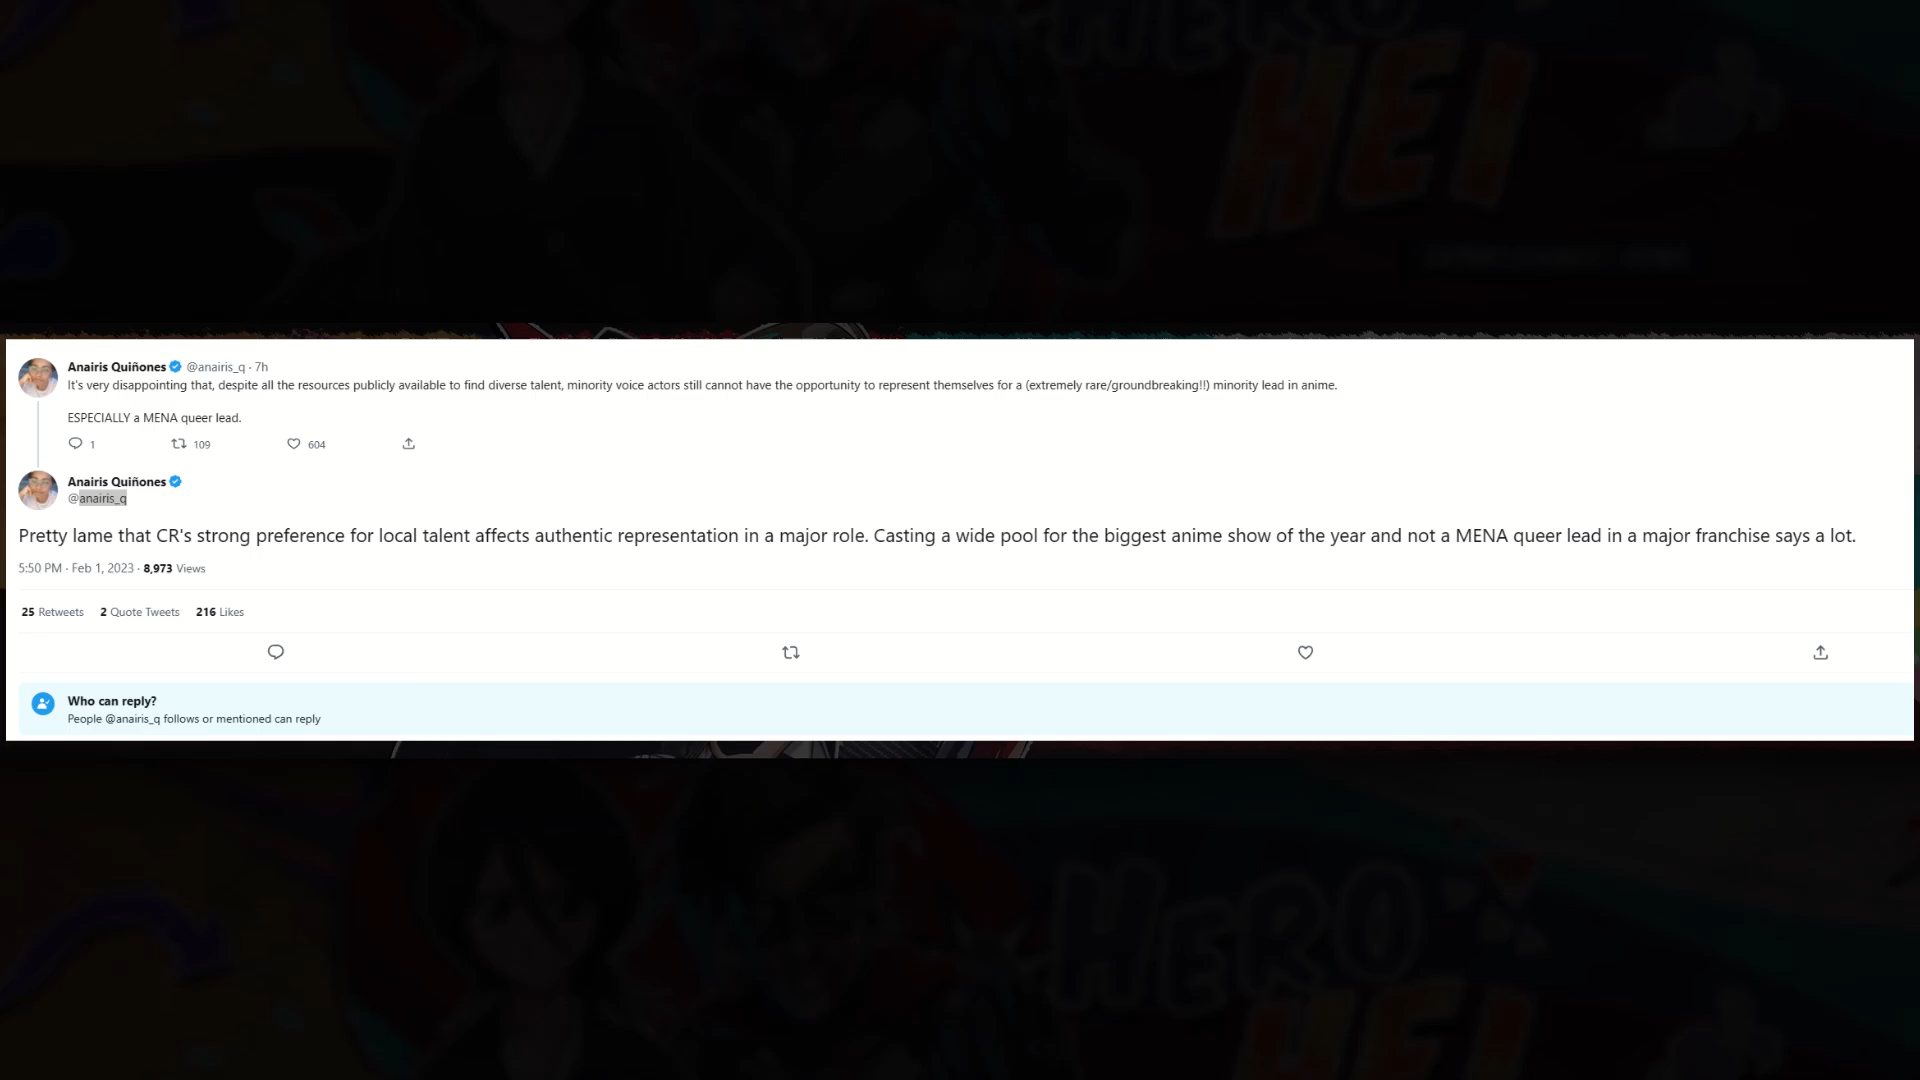 HERO
HEI
Anairis Quiñones @anairis_q · 7h
It's very disappointing that, despite all the resources publicly available to find diverse talent, minority voice actors still cannot have the opportunity to represent themselves for a (extremely rare/groundbreaking!!) minority lead in anime.
ESPECIALLY a MENA queer lead.
1 109 604
Anairis Quiñones
@anairis_q
Pretty lame that CR's strong preference for local talent affects authentic representation in a major role. Casting a wide pool for the biggest anime show of the year and not a MENA queer lead in a major franchise says a lot.
5:50 PM · Feb 1, 2023 · 8,973 Views
25 Retweets 2 Quote Tweets 216 Likes
Who can reply?
People @anairis_q follows or mentioned can reply
HERO
HEI